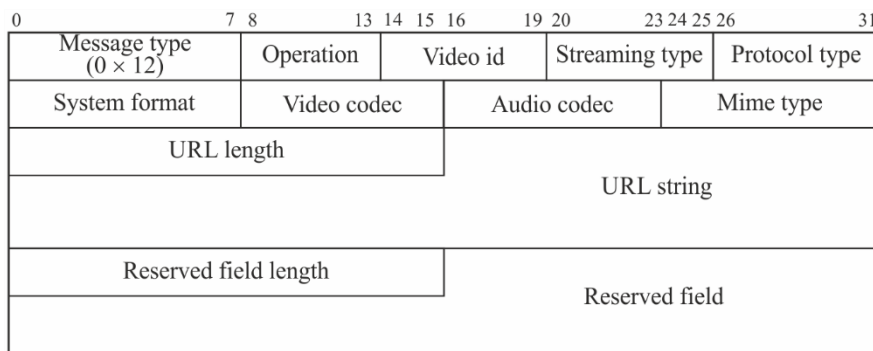 0 7 8 13 14 15 16 19 20 23 24 25 26 31
Message type Operation Video id Streaming type Protocol type
(0 × 12)
System format Video codec Audio codec Mime type
URL length
URL string
Reserved field length
Reserved field